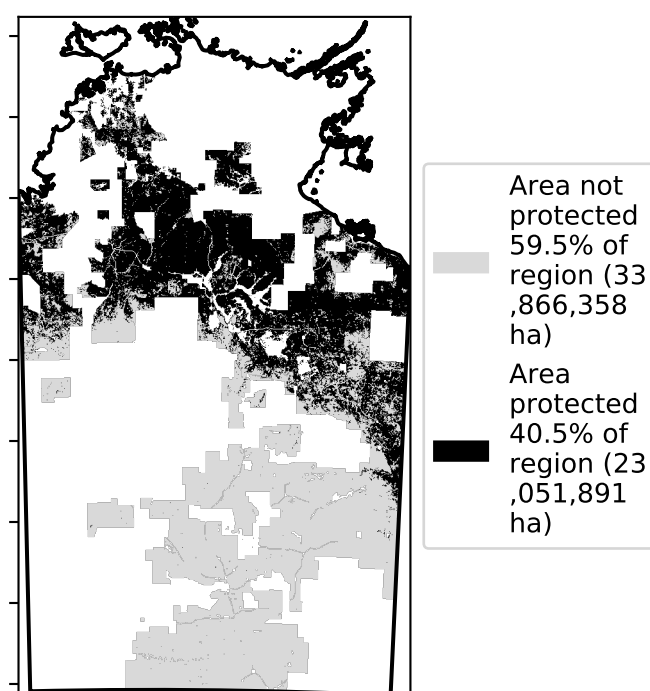 Area not
protected
59.5% of
region (33
,866,358
ha)
Area
protected
40.5% of
region (23
,051,891
ha)